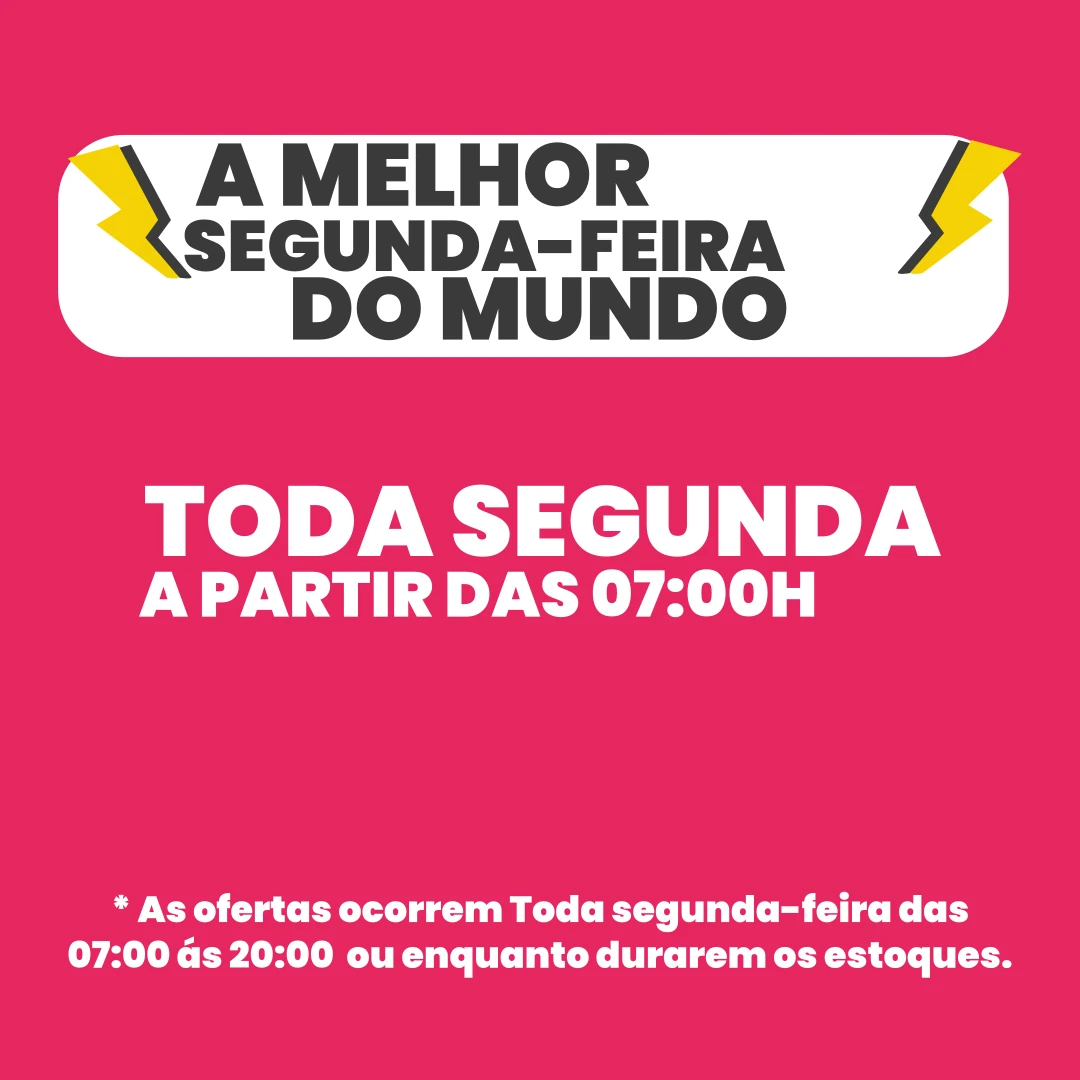 A MELHOR
SEGUNDA-FEIRA
DO MUNDO
TODA SEGUNDA
A PARTIR DAS 07:00H
* As ofertas ocorrem Toda segunda-feira das
07:00 ás 20:00 ou enquanto durarem os estoques.